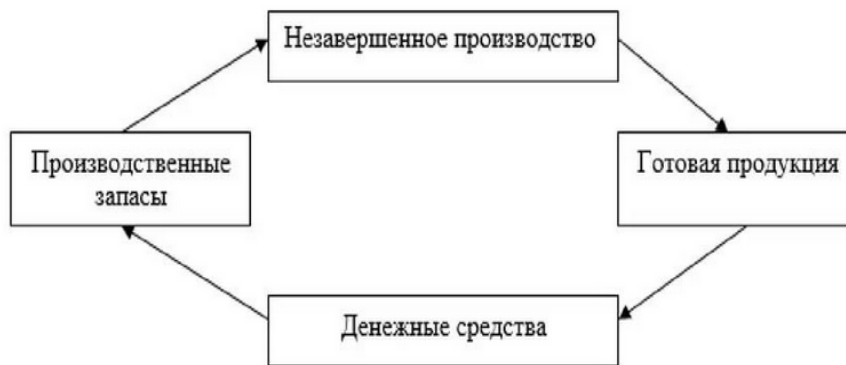 Незавершенное производство
Производственные
запасы
Готовая продукция
Денежные средства